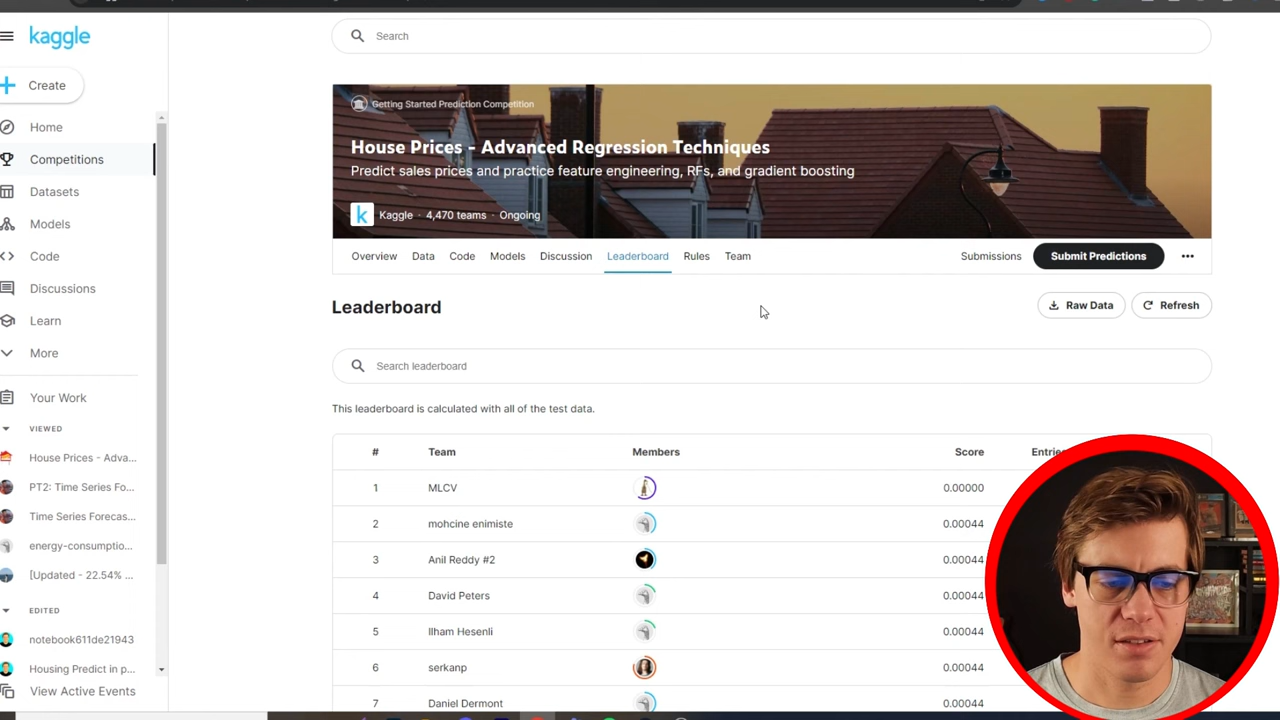 kaggle
Search
Create
Getting Started Prediction Competition
Home
House Prices - Advanced Regression Techniques
Competitions
Predict sales prices and practice feature engineering, RFs, and gradient boosting
Datasets
k Kaggle · 4,470 teams · Ongoing
Models
Code
Overview Data Code Models Discussion Leaderboard Rules Team Submissions Submit Predictions
Discussions
Leaderboard Raw Data Refresh
Learn
More
Search leaderboard
Your Work
This leaderboard is calculated with all of the test data.
VIEWED
# Team Members Score Entries
House Prices - Adva...
PT2: Time Series Fo...
1 MLCV 0.00000
Time Series Forecas...
2 mohcine enimiste 0.00044
energy-consumptio...
3 Anil Reddy #2 0.00044
[Updated - 22.54% ...
4 David Peters 0.00044
EDITED
5 Ilham Hesenli 0.00044
notebook611de21943
6 serkanp 0.00044
Housing Predict in p...
View Active Events
7 Daniel Dermont 0.00044